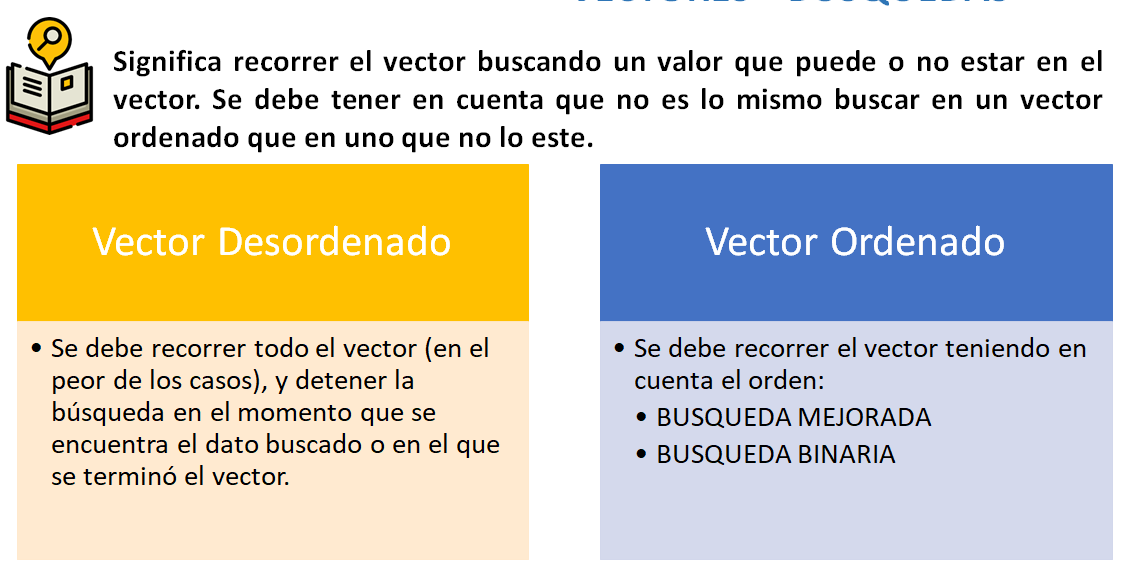 Significa recorrer el vector buscando un valor que puede o no estar en el
vector. Se debe tener en cuenta que no es lo mismo buscar en un vector
ordenado que en uno que no lo este.
Vector Desordenado
• Se debe recorrer todo el vector (en el
peor de los casos), y detener la
búsqueda en el momento que se
encuentra el dato buscado o en el que
se terminó el vector.
Vector Ordenado
• Se debe recorrer el vector teniendo en
cuenta el orden:
• BUSQUEDA MEJORADA
• BUSQUEDA BINARIA